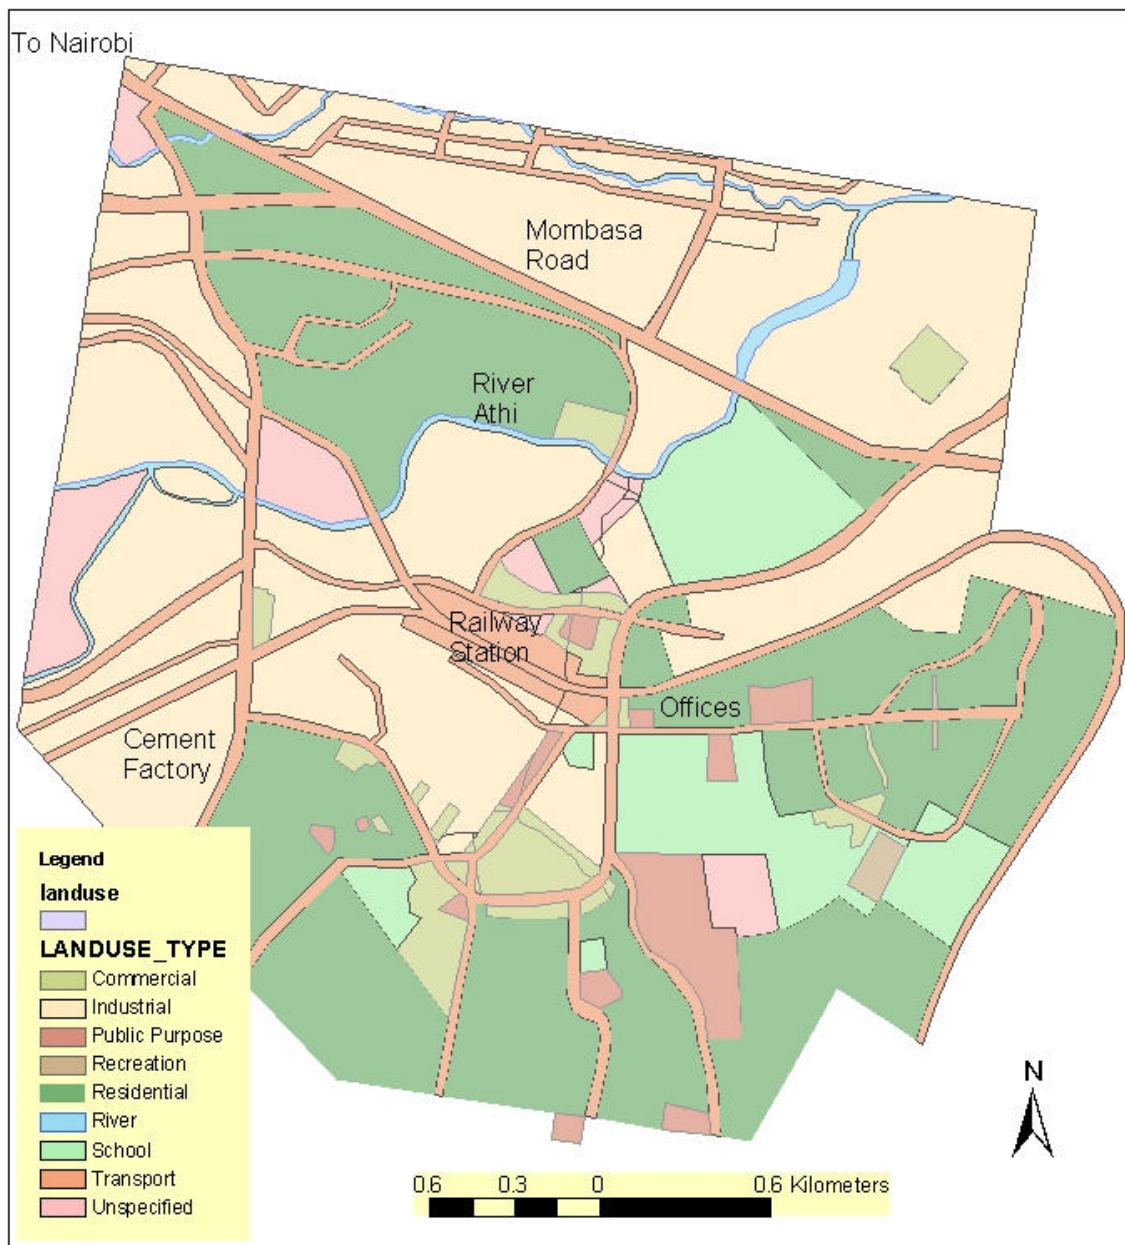 To Nairobi
Mombasa
Road
River
Athi
Railway
Station
Offices
Cement
Factory
Legend
landuse
LANDUSE_TYPE
Commercial
Industrial
Public Purpose
Recreation
Residential
River
School
Transport
Unspecified
N
0.6 0.3 0 0.6 Kilometers